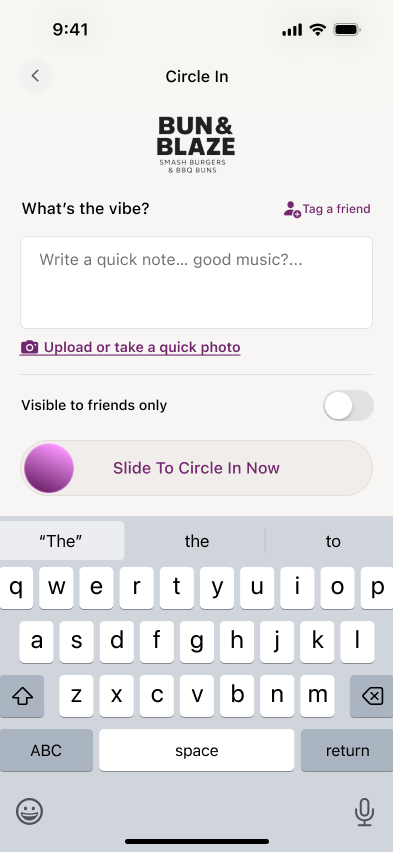 9:41
Circle In
BUN&
BLAZE
SMASH BURGERS
& BBQ BUNS
What's the vibe?
Tag a friend
Write a quick note... good music?...
Upload or take a quick photo
Visible to friends only
Slide To Circle In Now
“The” the to
q w e r t y u i o p
a s d f g h j k l
z x c v b n m
ABC space return